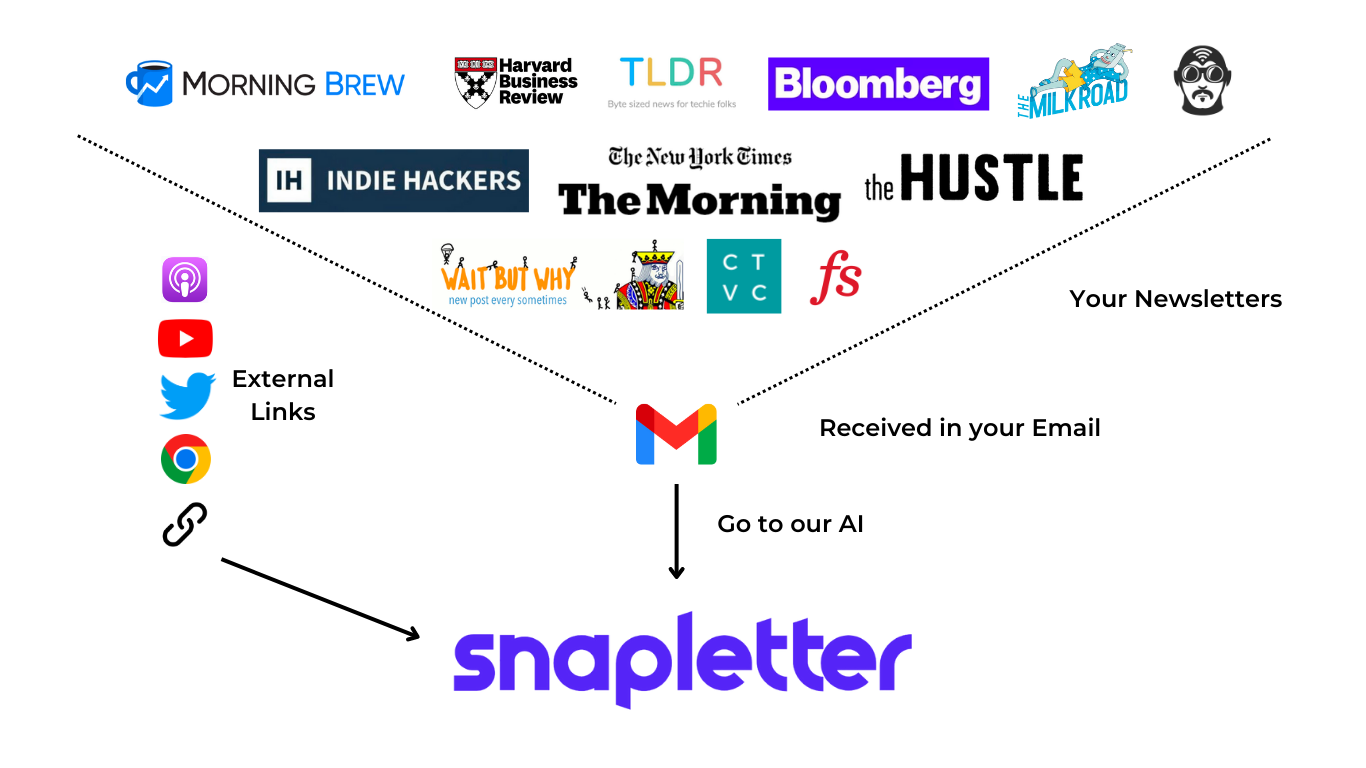 MORNING BREW
Harvard
Business
Review
TLDR
Byte sized news for techie folks
Bloomberg
THE
MILK ROAD
IH INDIE HACKERS
The New York Times
The Morning
the HUSTLE
WAIT BUT WHY
new post every sometimes
C T
V C
fs
Your Newsletters
External
Links
Received in your Email
Go to our AI
snapletter